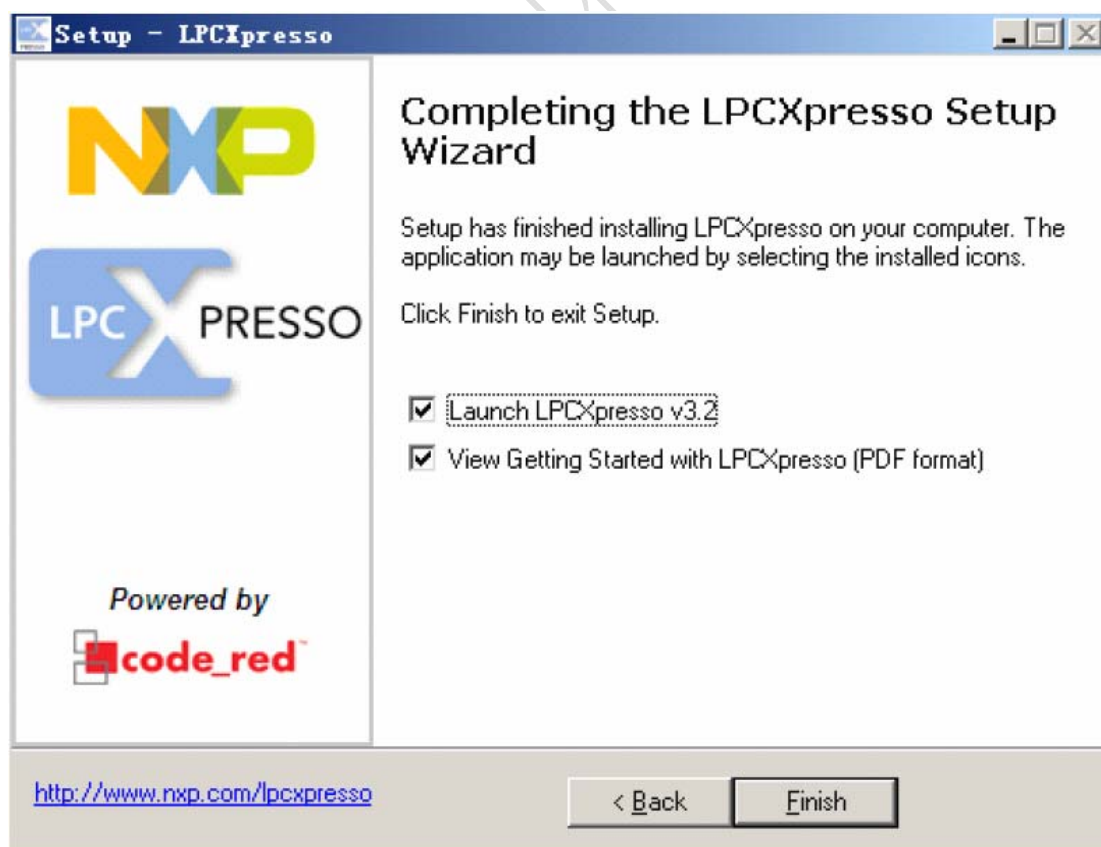 Setup - LPCXpresso
NXP
Completing the LPCXpresso Setup
Wizard
Setup has finished installing LPCXpresso on your computer. The
application may be launched by selecting the installed icons.
Click Finish to exit Setup.
LPC XPRESSO
Launch LPCXpresso v3.2
View Getting Started with LPCXpresso (PDF format)
Powered by
code_red™
http://www.nxp.com/lpcxpresso
< Back
Finish